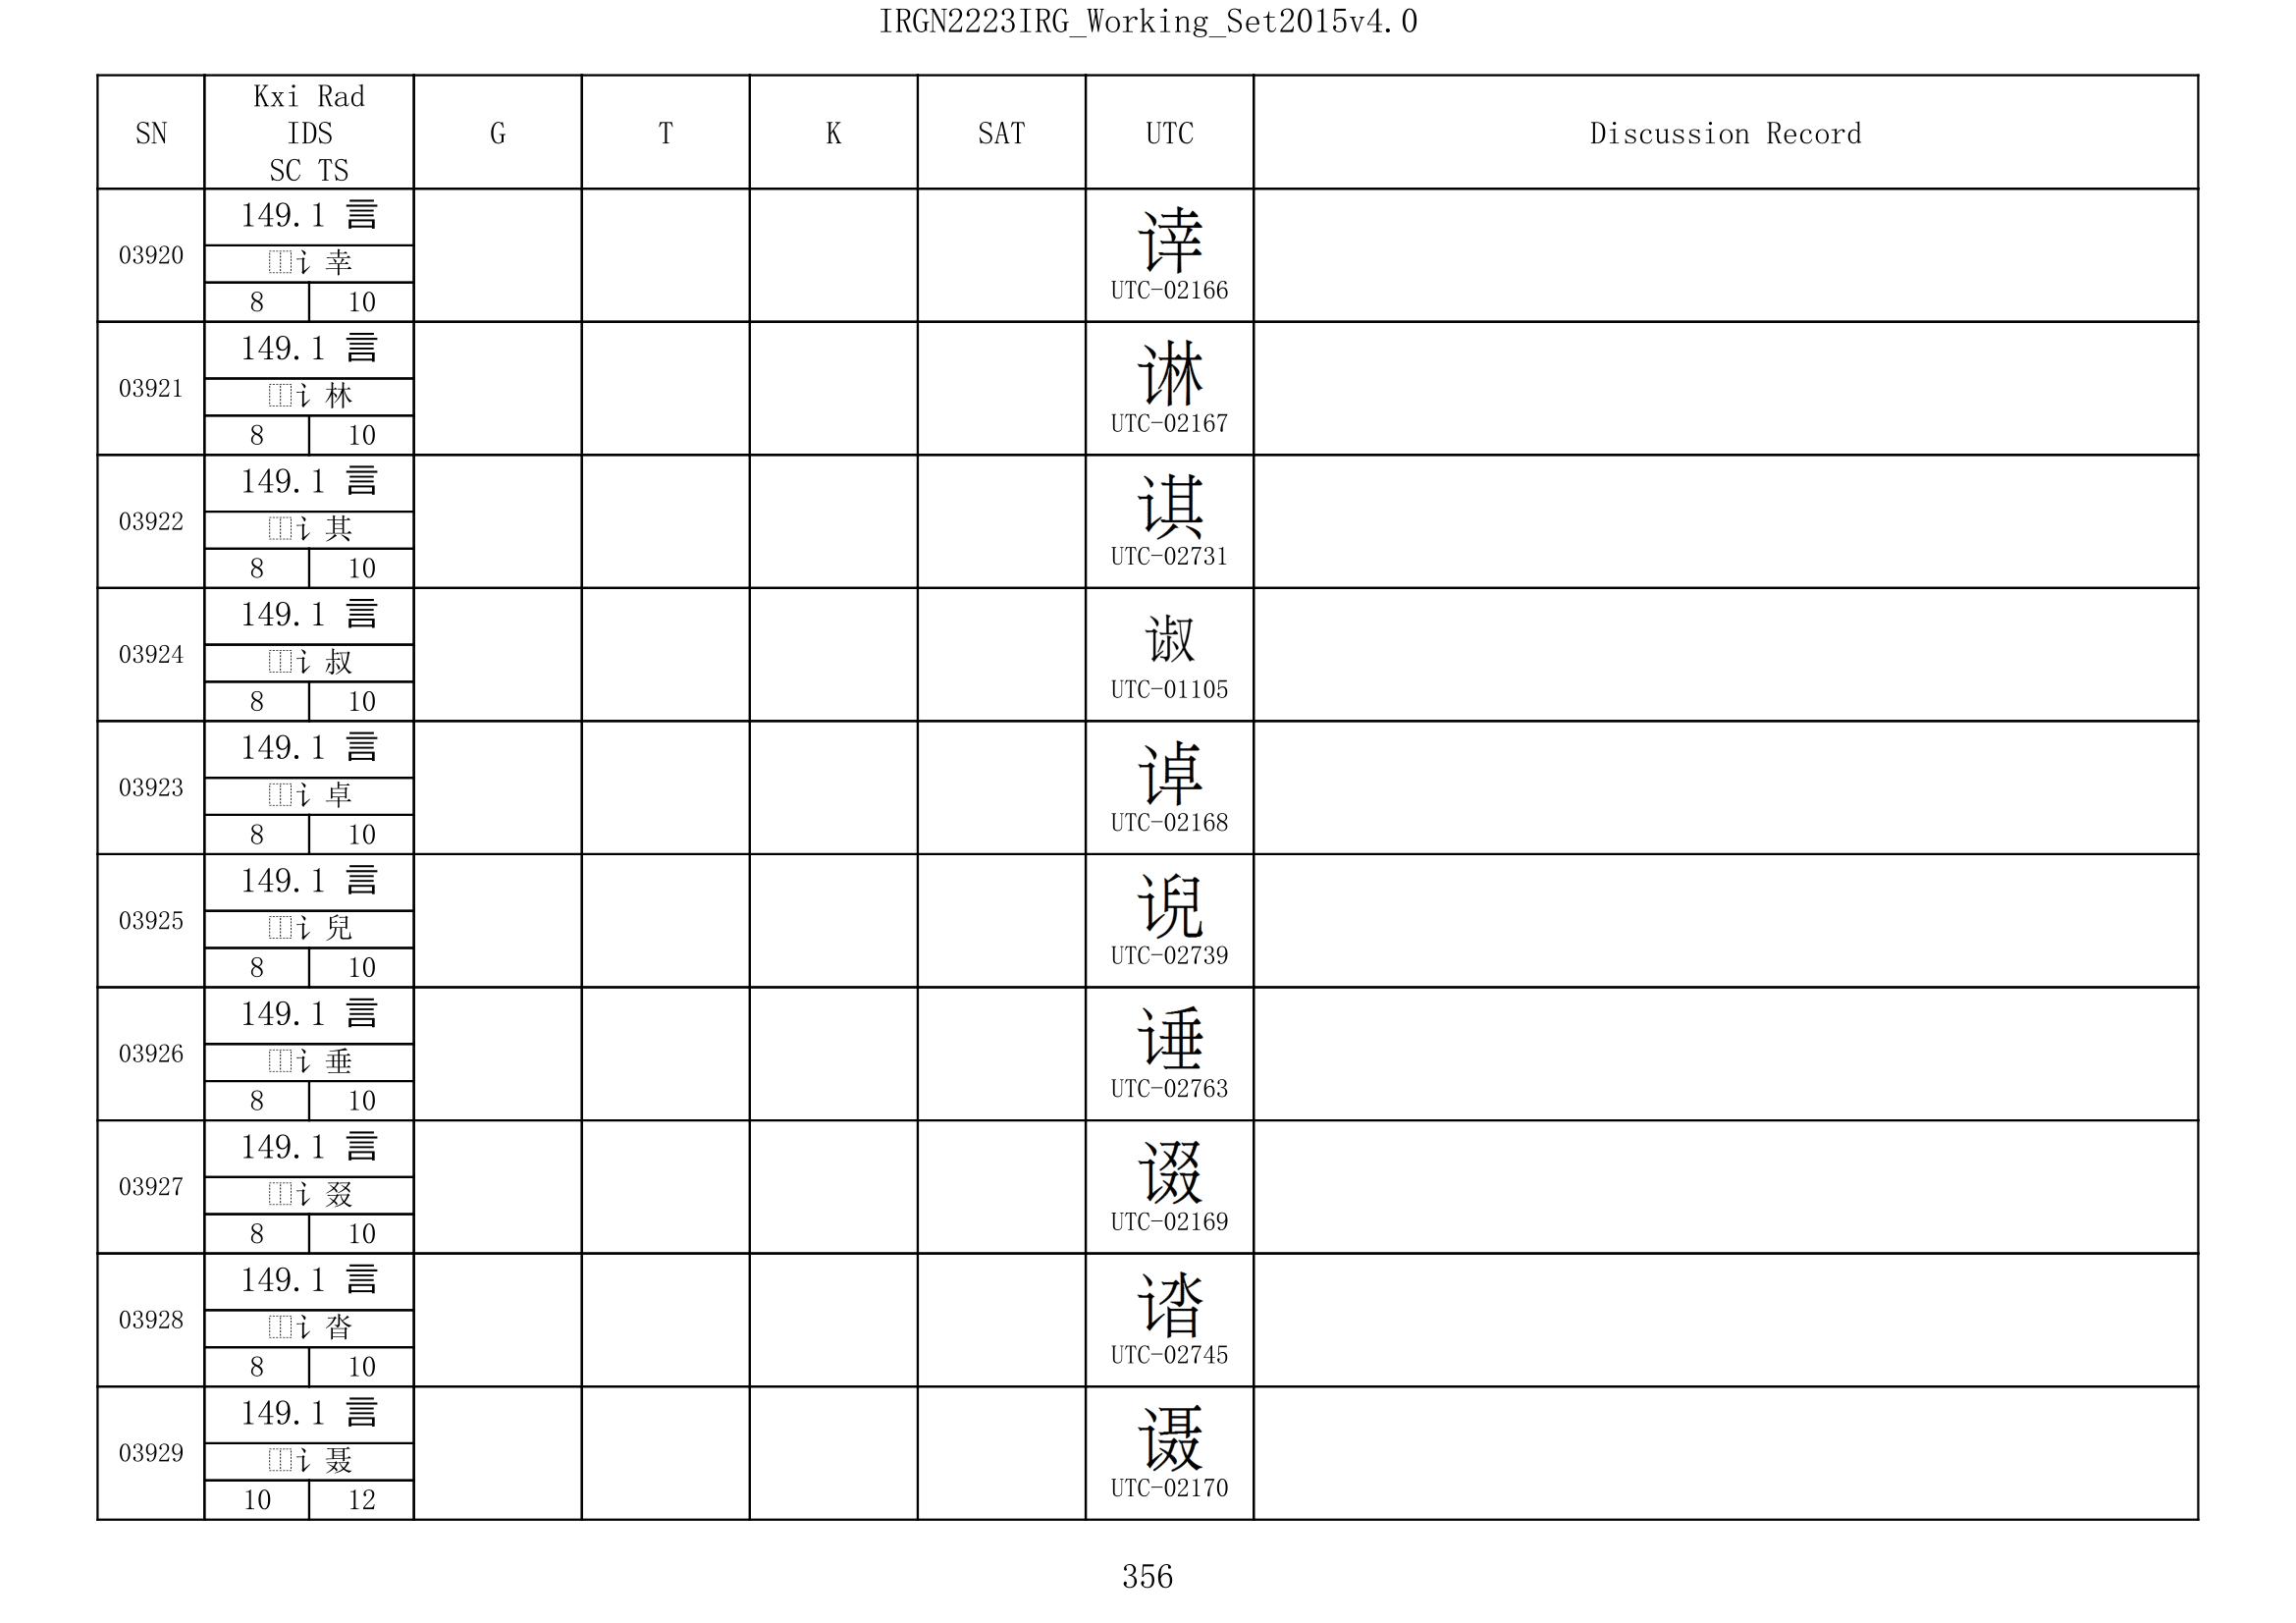 IRGN2223IRG_Working_Set2015v4.0
SN
Kxi Rad
IDS
SC TS
G
T
K
SAT
UTC
Discussion Record
03920
149.1 言
⿰讠幸
8 10
𬤀
UTC-02166
03921
149.1 言
⿰讠林
8 10
UTC-02167
03922
149.1 言
⿰讠其
8 10
UTC-02731
03924
149.1 言
⿰讠叔
8 10
UTC-01105
03923
149.1 言
⿰讠卓
8 10
UTC-02168
03925
149.1 言
⿰讠兒
8 10
UTC-02739
03926
149.1 言
⿰讠垂
8 10
UTC-02763
03927
149.1 言
⿰讠叕
8 10
UTC-02169
03928
149.1 言
⿰讠沓
8 10
UTC-02745
03929
149.1 言
⿰讠聂
10 12
UTC-02170
356